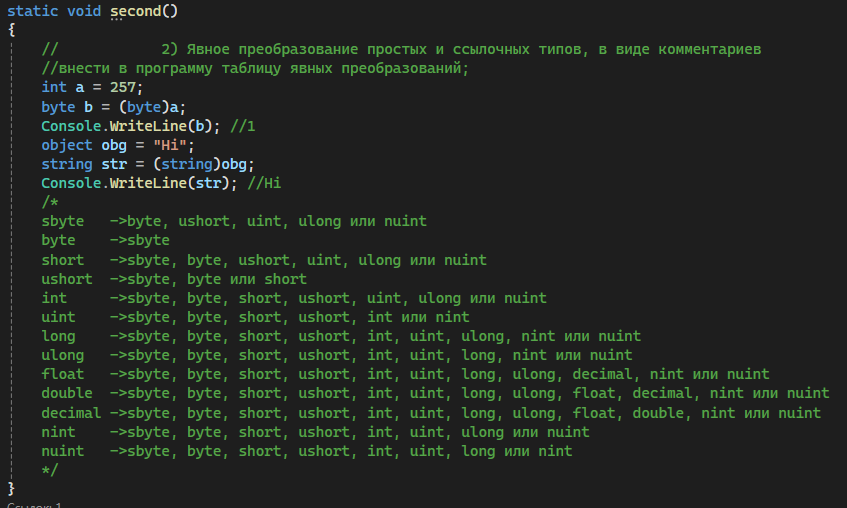 static void second()
{
//            2) Явное преобразование простых и ссылочных типов, в виде комментариев
//внести в программу таблицу явных преобразований;
int a = 257;
byte b = (byte)a;
Console.WriteLine(b); //1
object obg = "Hi";
string str = (string)obg;
Console.WriteLine(str); //Hi
/*
sbyte   ->byte, ushort, uint, ulong или nuint
byte    ->sbyte
short   ->sbyte, byte, ushort, uint, ulong или nuint
ushort  ->sbyte, byte или short
int     ->sbyte, byte, short, ushort, uint, ulong или nuint
uint    ->sbyte, byte, short, ushort, int или nint
long    ->sbyte, byte, short, ushort, int, uint, ulong, nint или nuint
ulong   ->sbyte, byte, short, ushort, int, uint, long, nint или nuint
float   ->sbyte, byte, short, ushort, int, uint, long, ulong, decimal, nint или nuint
double  ->sbyte, byte, short, ushort, int, uint, long, ulong, float, decimal, nint или nuint
decimal ->sbyte, byte, short, ushort, int, uint, long, ulong, float, double, nint или nuint
nint    ->sbyte, byte, short, ushort, int, uint, ulong или nuint
nuint   ->sbyte, byte, short, ushort, int, uint, long или nint
*/
}
Ссылок: 1